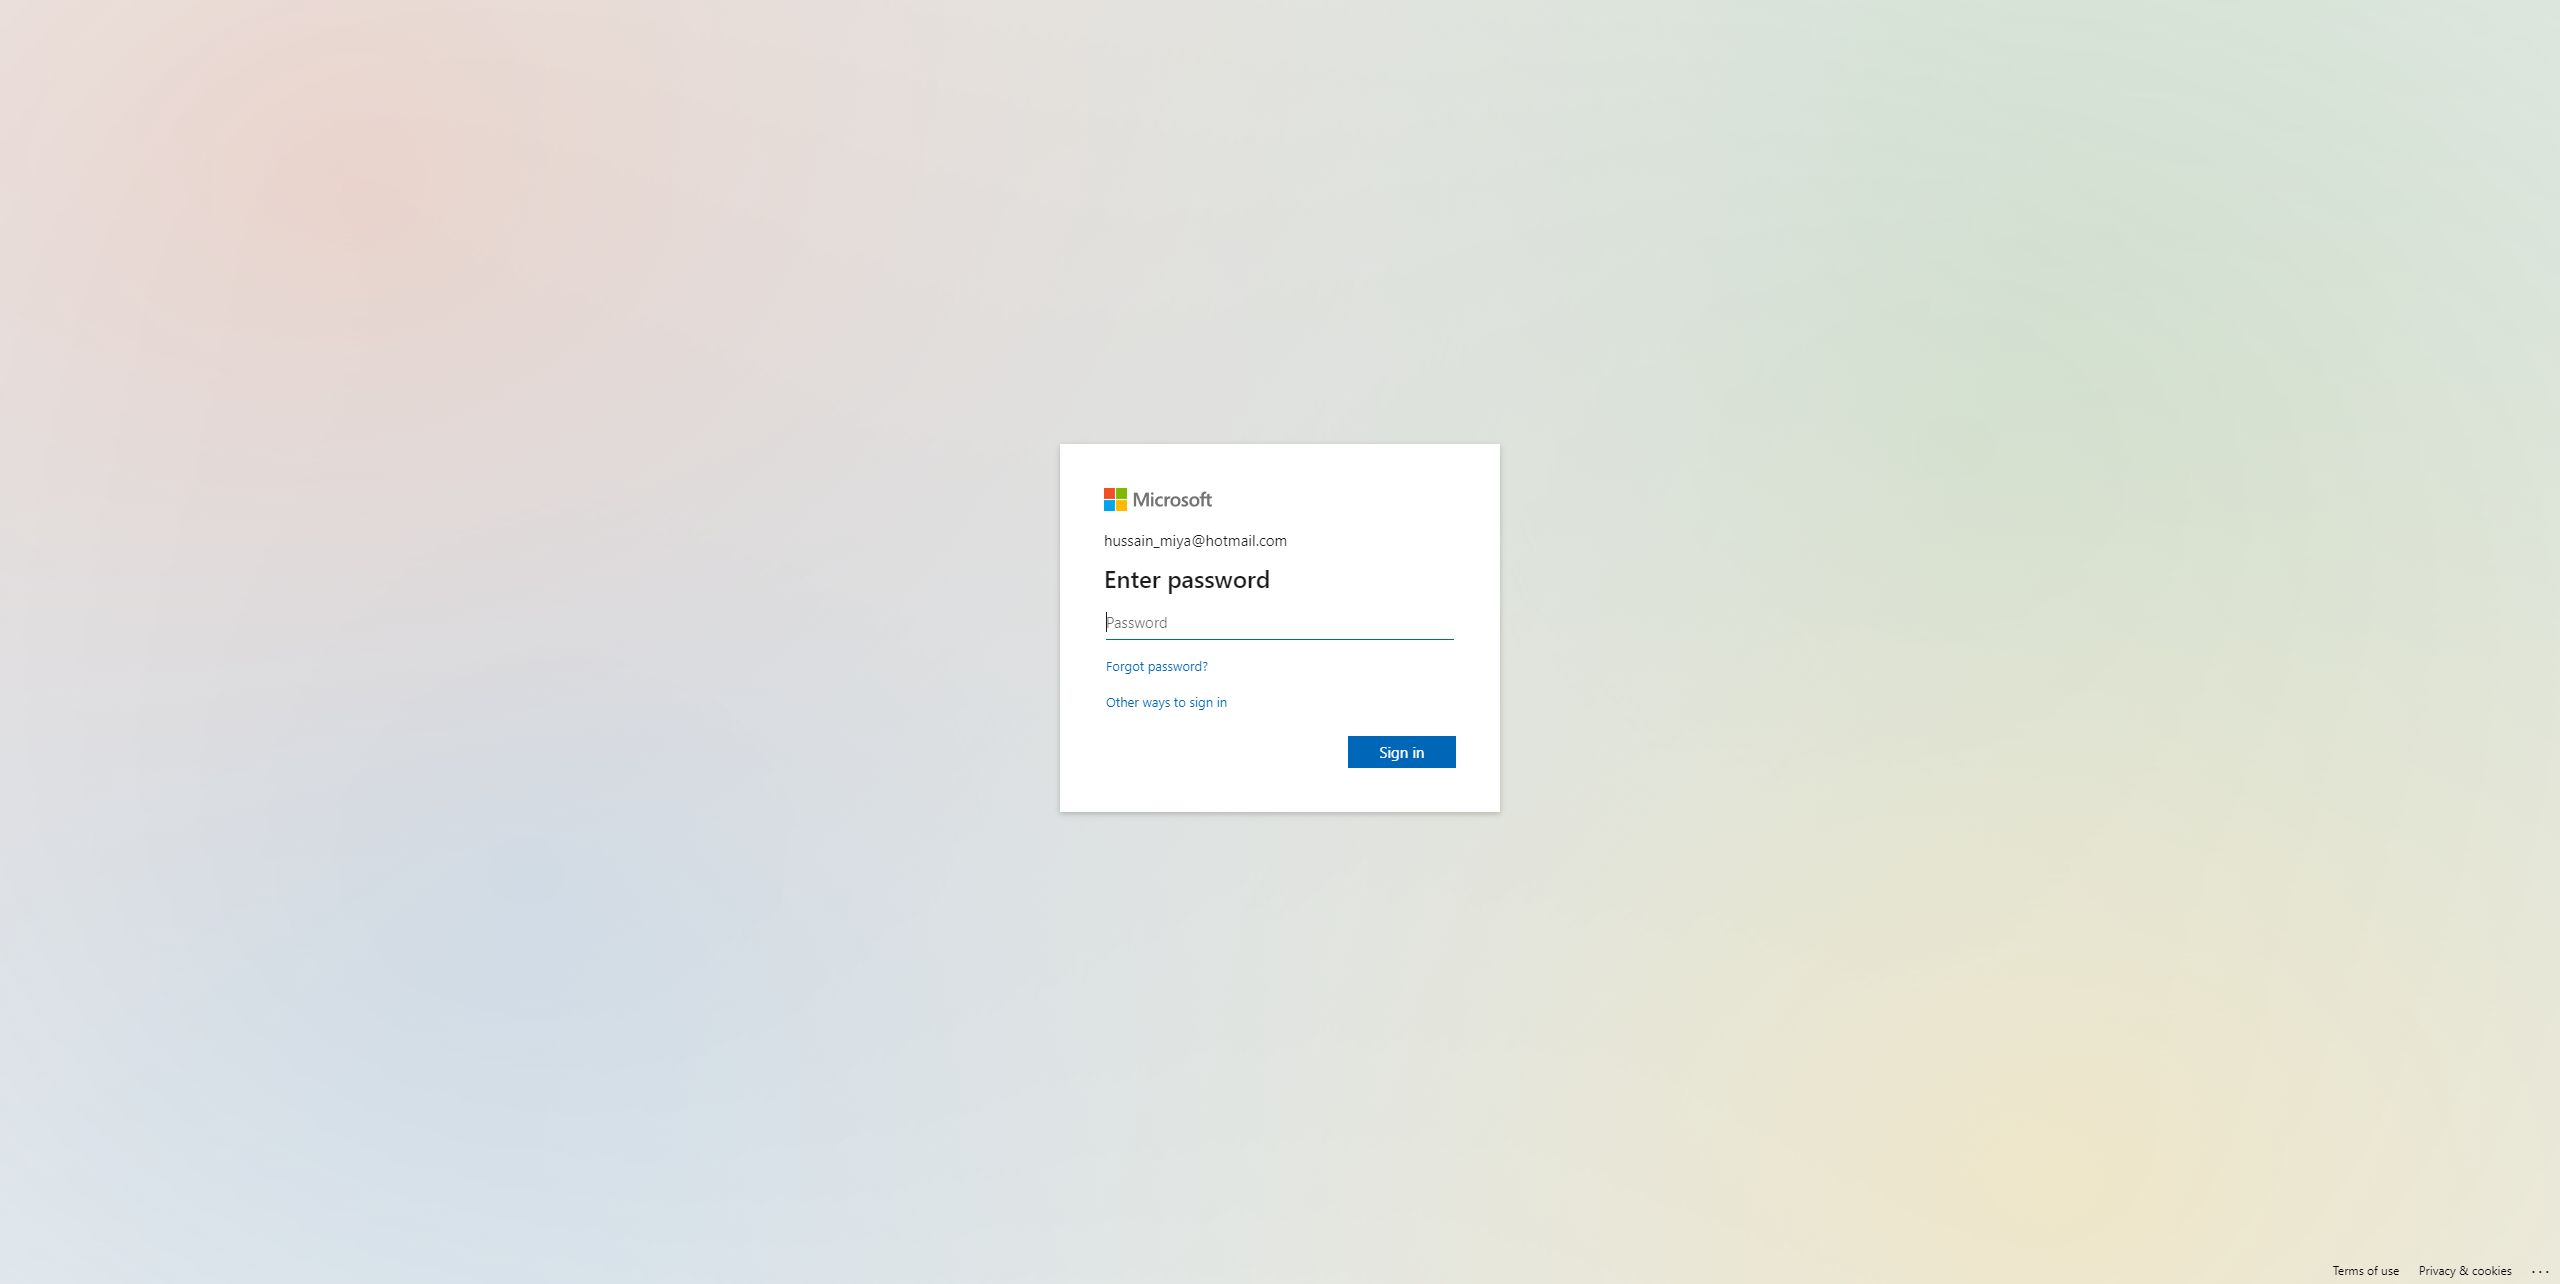 Microsoft
hussain_miya@hotmail.com
Enter password
Password
Forgot password?
Other ways to sign in
Sign in
Terms of use Privacy & cookies ...